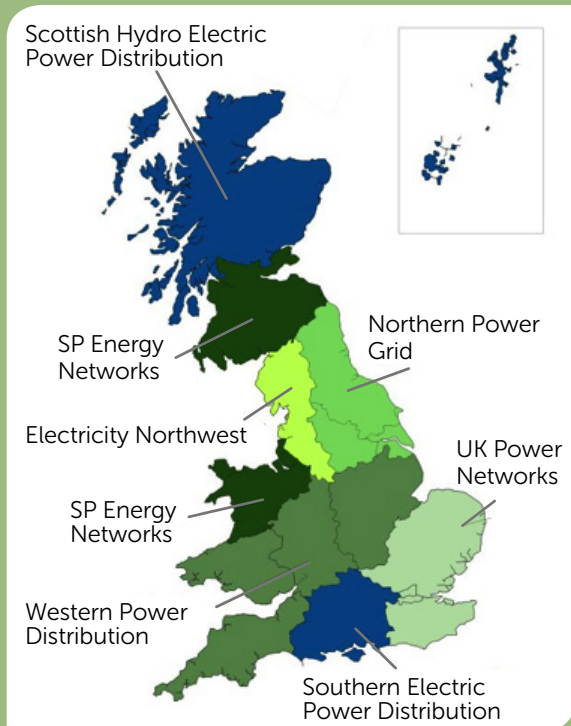 Scottish Hydro Electric
Power Distribution
SP Energy
Networks
Northern Power
Grid
Electricity Northwest
UK Power
Networks
SP Energy
Networks
Western Power
Distribution
Southern Electric
Power Distribution